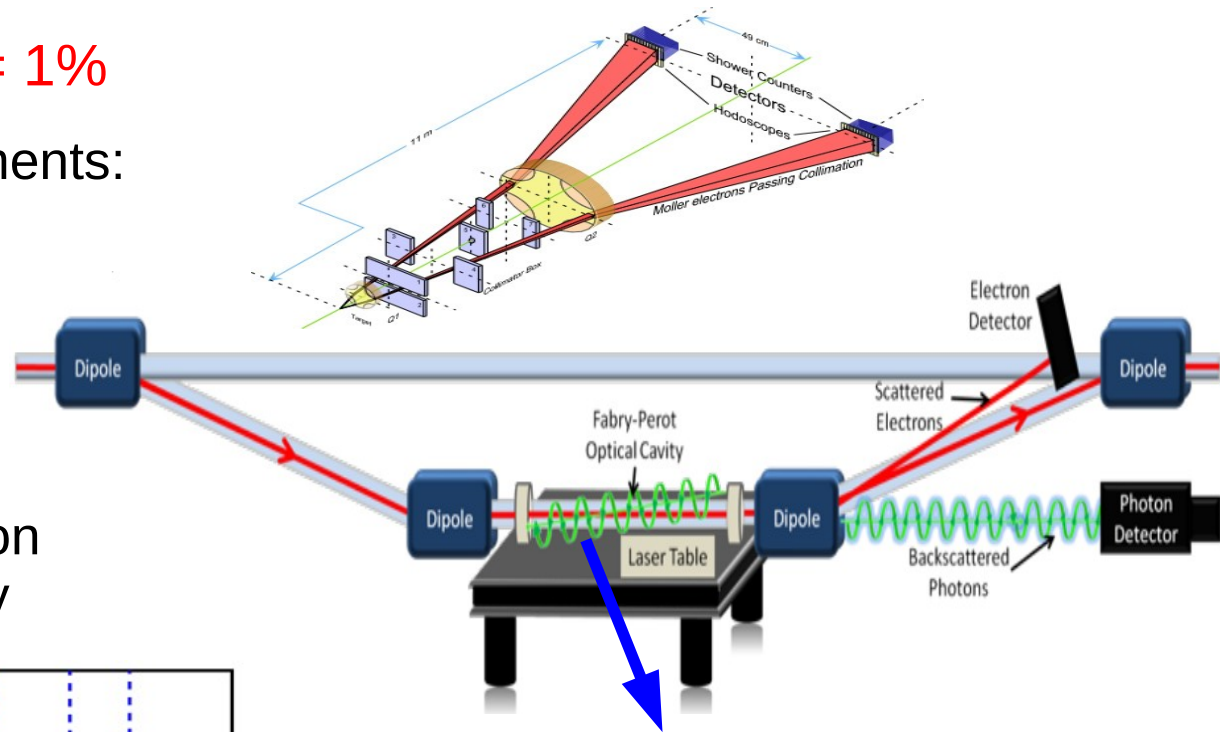 = 1%
nents:
49 cm
Shower Counters
Detectors
Hodoscopes
11 m
Moller electrons Passing Collimation
Q2
Collimator Box
Target
Q1
Electron
Detector
Dipole
Dipole
Scattered
Electrons
Fabry-Perot
Optical Cavity
Dipole
Dipole
Photon
Detector
on
y
Laser Table
Backscattered
Photons